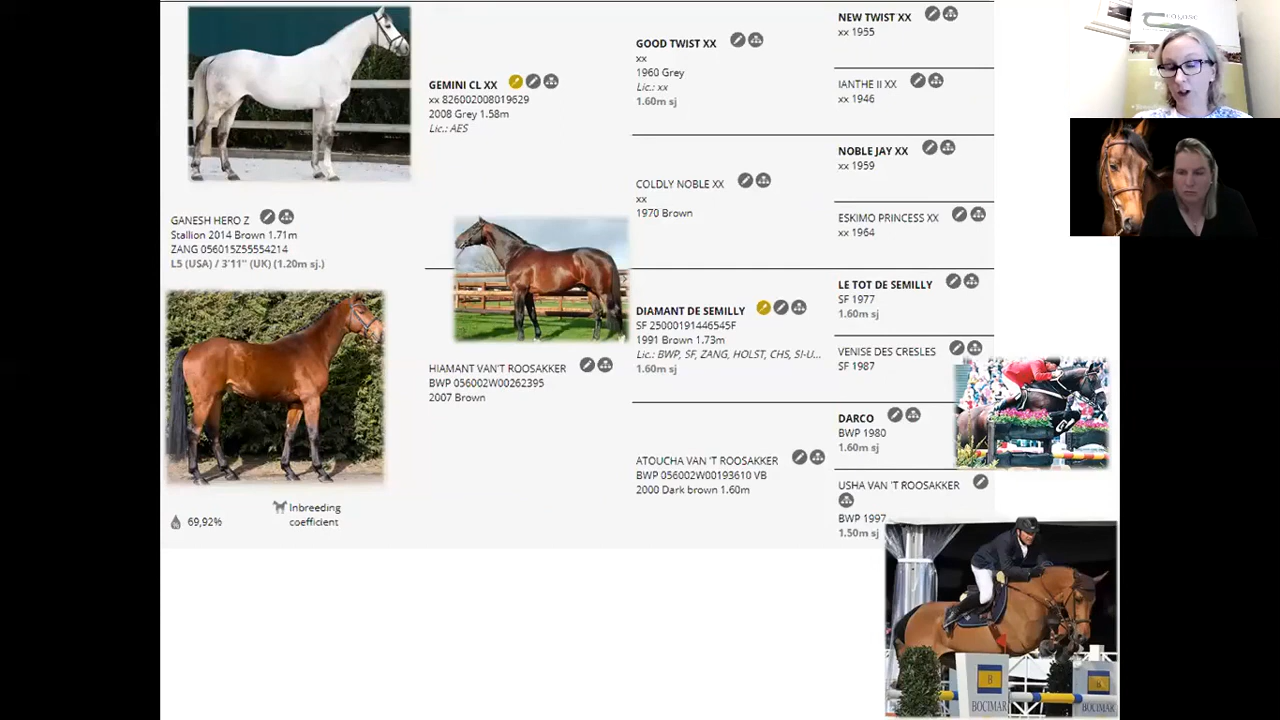 GANESH HERO Z
Stallion 2014 Brown 1.71m
ZANG 056015Z55554214
L5 (USA) / 3'11" (UK) (1.20m sj.)
69,92%
Inbreeding
coefficient
GEMINI CL XX
xx 826002008019629
2008 Grey 1.58m
Lic.: AES
HIAMANT VAN'T ROOSAKKER
BWP 056002W00262395
2007 Brown
GOOD TWIST XX
xx
1960 Grey
Lic.: xx
1.60m sj
COLDLY NOBLE XX
xx
1970 Brown
DIAMANT DE SEMILLY
SF 25000191446545F
1991 Brown 1.73m
Lic.: BWP, SF, ZANG, HOLST, CHS, SI-U...
1.60m sj
ATOUCHA VAN 'T ROOSAKKER
BWP 056002W00193610 VB
2000 Dark brown 1.60m
NEW TWIST XX
xx 1955
IANTHE II XX
xx 1946
NOBLE JAY XX
xx 1959
ESKIMO PRINCESS XX
xx 1964
LE TOT DE SEMILLY
SF 1977
1.60m sj
VENISE DES CRESLES
SF 1987
DARCO
BWP 1980
1.60m sj
USHA VAN 'T ROOSAKKER
BWP 1997
1.50m sj
8
BOCIMAR
8
BOCIMAR